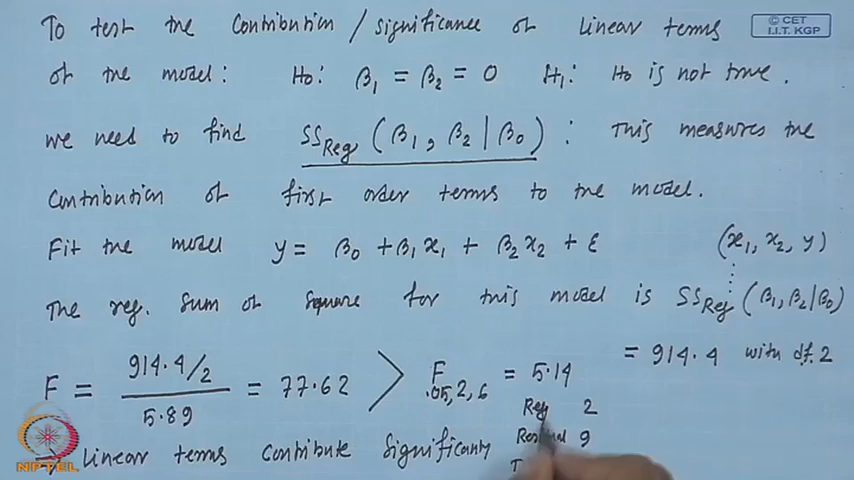 To test the contribution / significance of linear terms
© CET
I.I.T. KGP
of the model : H₀: β₁ = β₂ = 0 H₁: H₀ is not true.
we need to find SS_Reg (β₁, β₂ | β₀) : This measures the
contribution of first order terms to the model.
Fit the model y = β₀ + β₁x₁ + β₂x₂ + ε (x₁, x₂, y)
The reg. sum of square for this model is SS_Reg (β₁, β₂ | β₀)
= 914.4 with df. 2
F = (914.4/2) / 5.89 = 77.62 > F.05,2,6 = 5.14
Reg 2
Linear terms contribute significantly
9
NPTEL